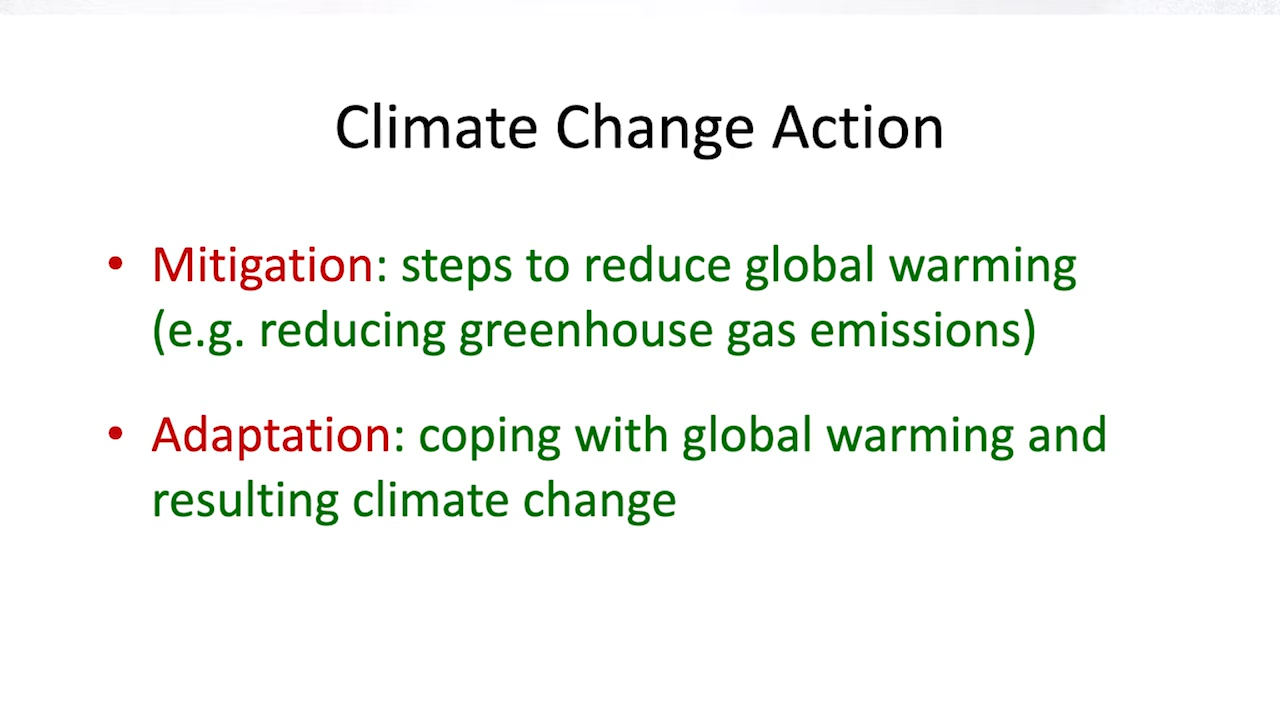 Climate Change Action
• Mitigation: steps to reduce global warming
(e.g. reducing greenhouse gas emissions)
• Adaptation: coping with global warming and
resulting climate change